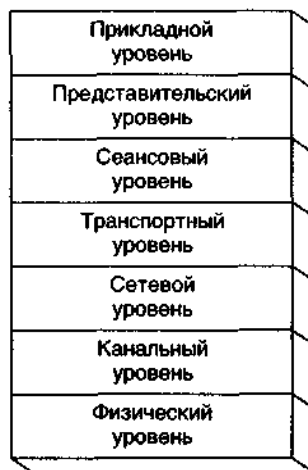 Прикладной
уровень
Представительский
уровень
Сеансовый
уровень
Транспортный
уровень
Сетевой
уровень
Канальный
уровень
Физический
уровень